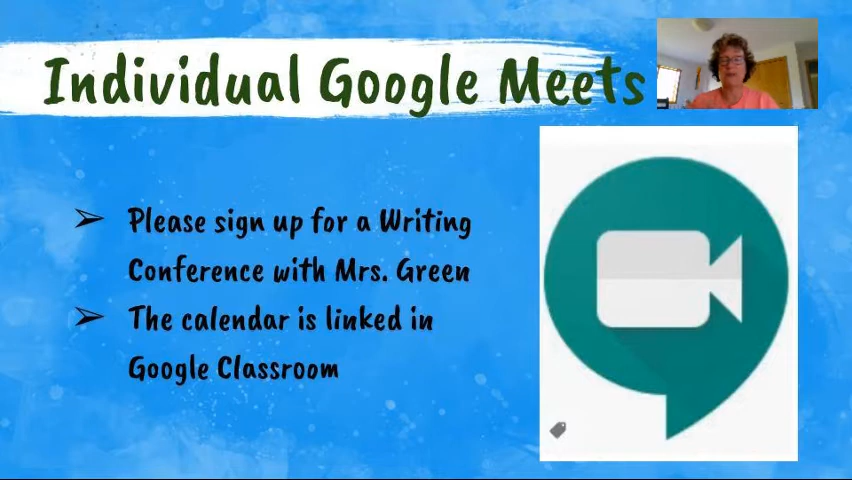 Individual Google Meets
➢ Please sign up for a Writing
Conference with Mrs. Green
➢ The calendar is linked in
Google Classroom